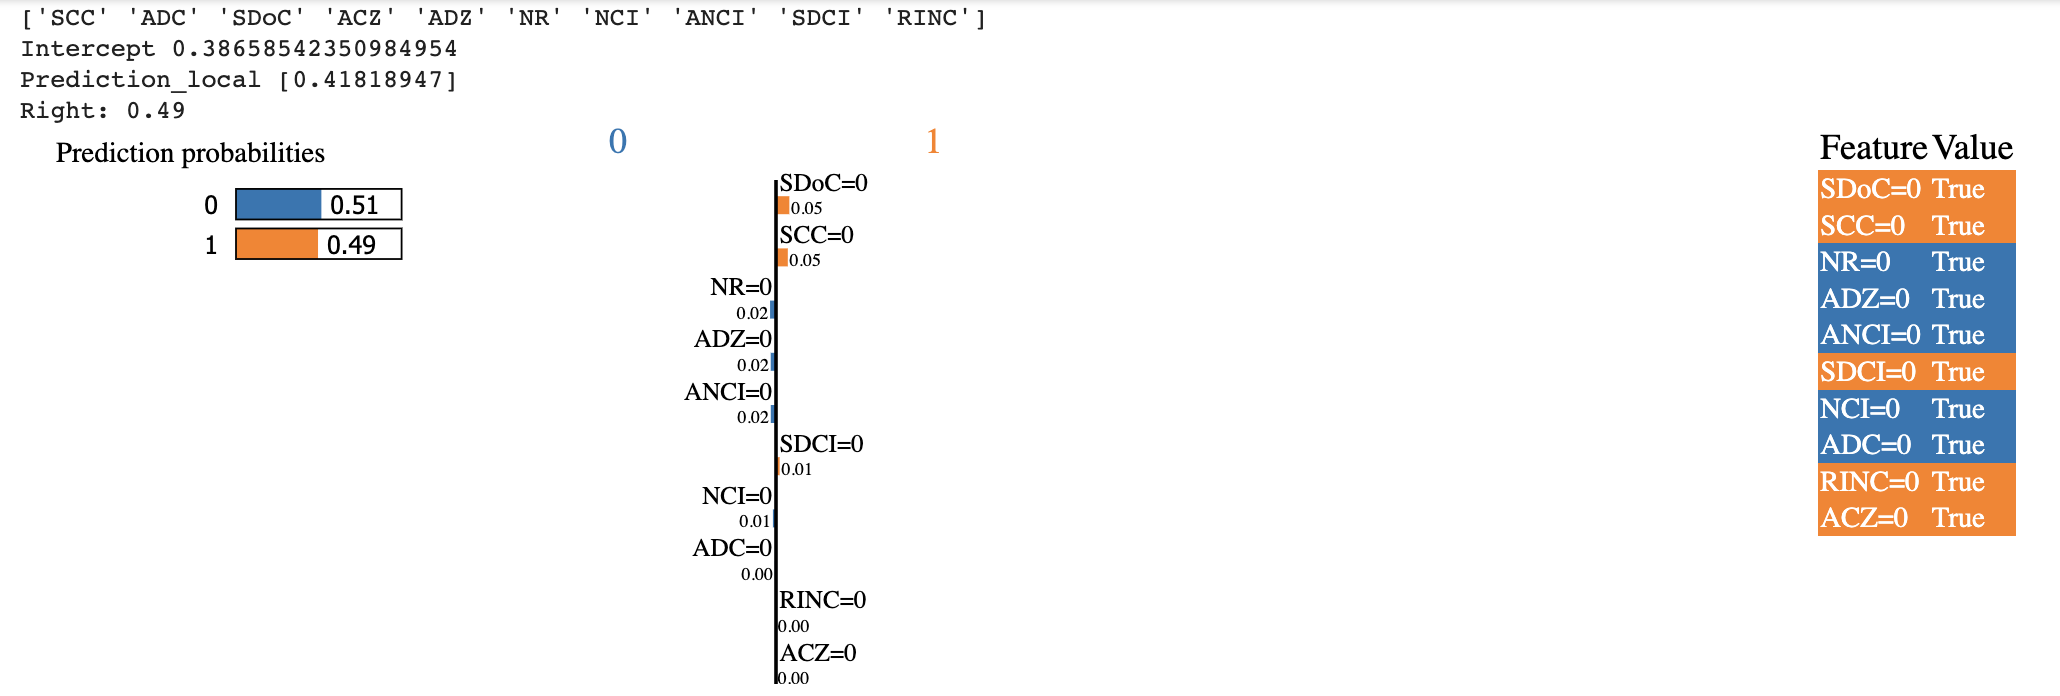 ['SCC' 'ADC' 'SDoC' 'ACZ' 'ADZ' 'NR' 'NCI' 'ANCI' 'SDCI' 'RINC']
Intercept 0.38658542350984954
Prediction_local [0.41818947]
Right: 0.49
Prediction probabilities
0 0.51
1 0.49
0 1
SDoC=0
0.05
SCC=0
0.05
NR=0
0.02
ADZ=0
0.02
ANCI=0
0.02
SDCI=0
0.01
NCI=0
0.01
ADC=0
0.00
RINC=0
0.00
ACZ=0
0.00
Feature Value
SDoC=0 True
SCC=0 True
NR=0 True
ADZ=0 True
ANCI=0 True
SDCI=0 True
NCI=0 True
ADC=0 True
RINC=0 True
ACZ=0 True